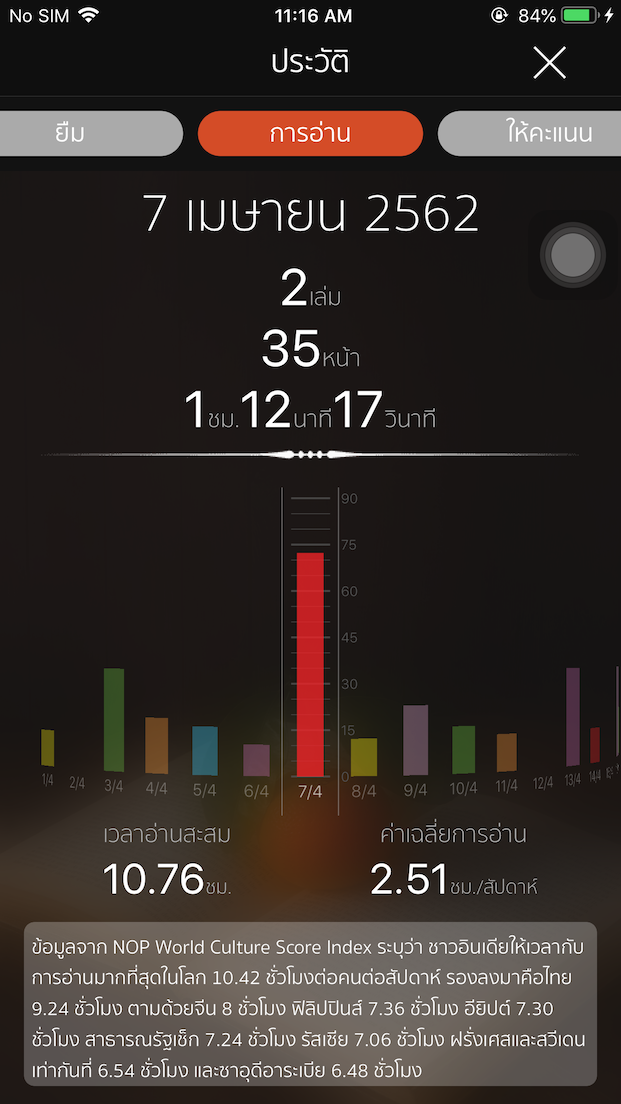 No SIM 11:16 AM 84%
ประวัติ
ยืม การอ่าน ให้คะแนน
7 เมษายน 2562
2เล่ม
35หน้า
1ชม.12นาที17วินาที
90
75
60
45
30
15
0
1/4 2/4 3/4 4/4 5/4 6/4 7/4 8/4 9/4 10/4 11/4 12/4 13/4 14/4
เวลาอ่านสะสม ค่าเฉลี่ยการอ่าน
10.76ชม. 2.51ชม./สัปดาห์
ข้อมูลจาก NOP World Culture Score Index ระบุว่า ชาวอินเดียให้เวลากับ
การอ่านมากที่สุดในโลก 10.42 ชั่วโมงต่อคนต่อสัปดาห์ รองลงมาคือไทย
9.24 ชั่วโมง ตามด้วยจีน 8 ชั่วโมง ฟิลิปปินส์ 7.36 ชั่วโมง อียิปต์ 7.30
ชั่วโมง สาธารณรัฐเช็ก 7.24 ชั่วโมง รัสเซีย 7.06 ชั่วโมง ฝรั่งเศสและสวีเดน
เท่ากันที่ 6.54 ชั่วโมง และซาอุดีอาระเบีย 6.48 ชั่วโมง